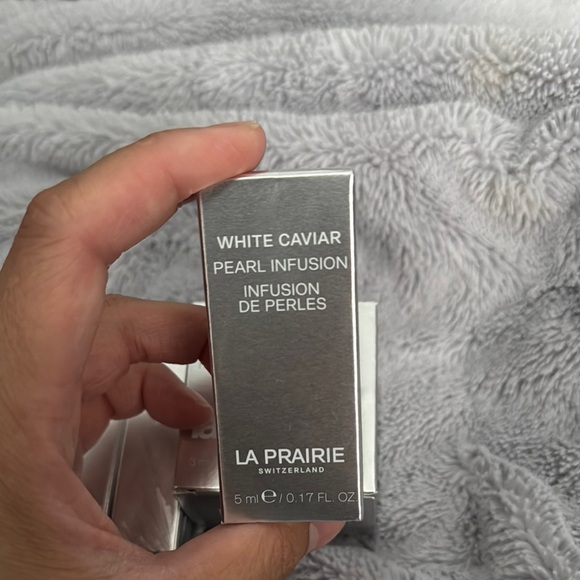 WHITE CAVIAR
PEARL INFUSION
INFUSION
DE PERLES
LA PRAIRIE
SWITZERLAND
5 ml ℮ / 0.17 FL. OZ.